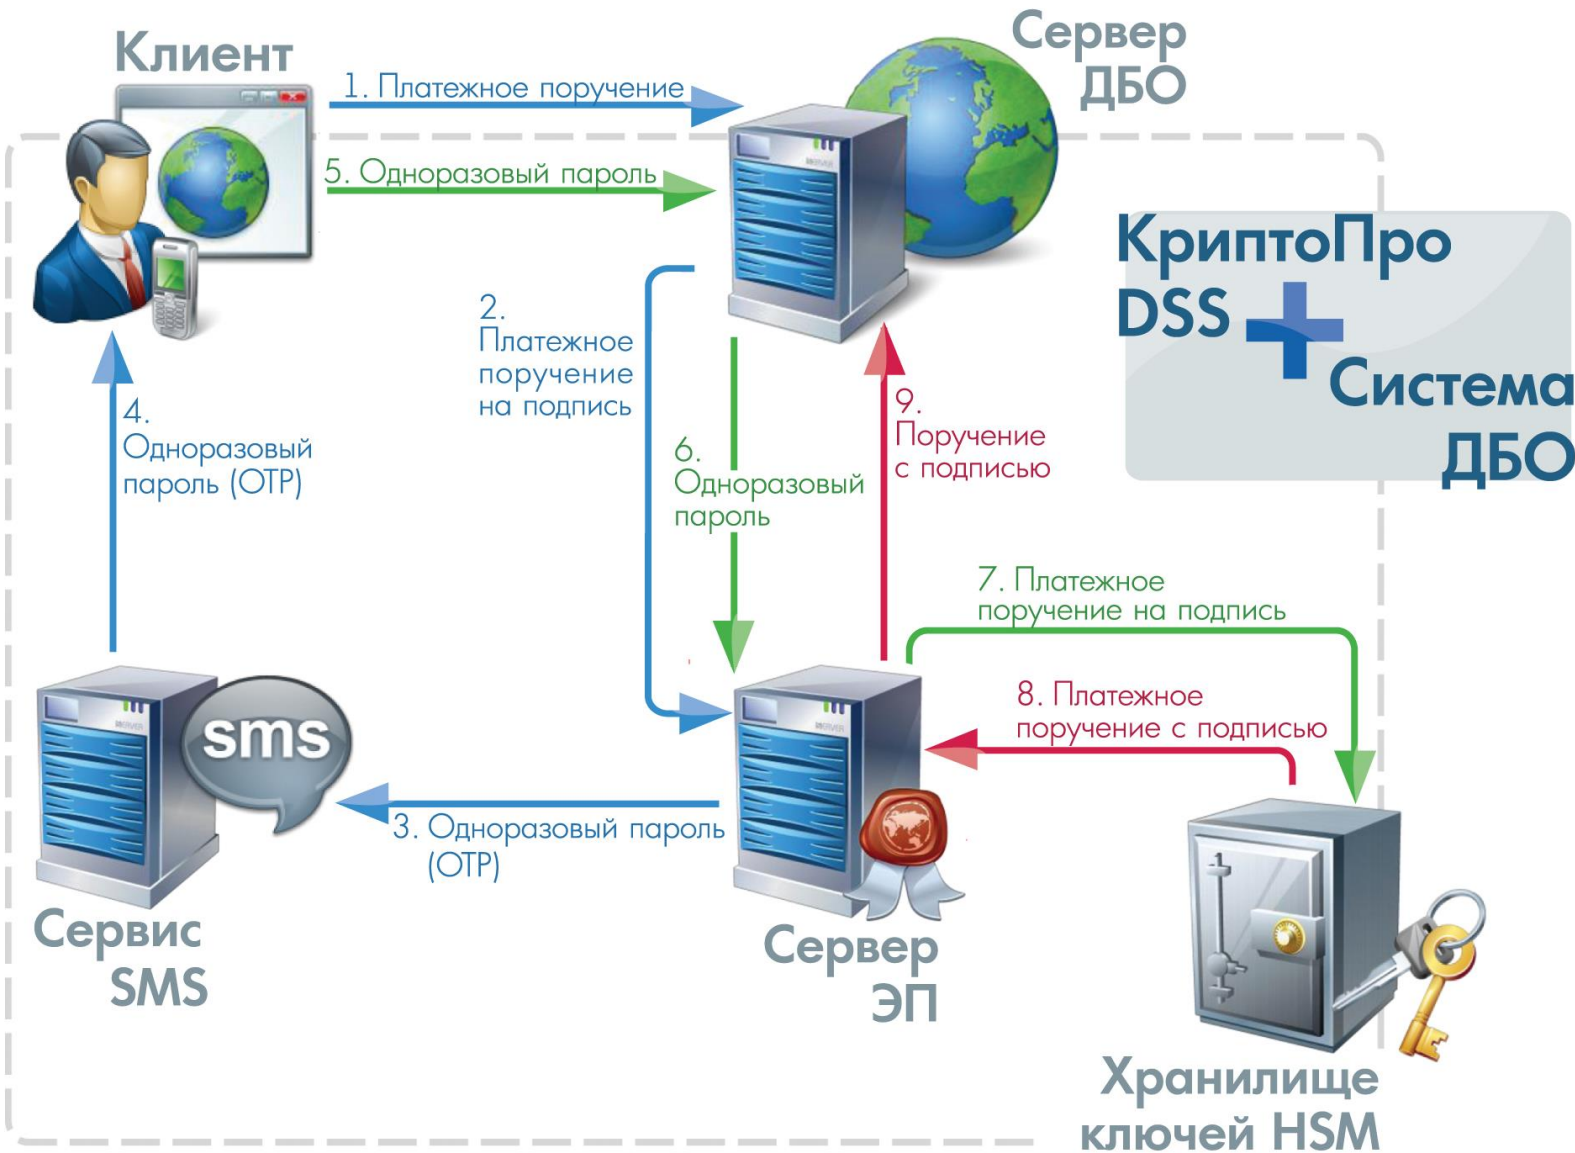 Клиент
Сервер
ДБО
1. Платежное поручение
5. Одноразовый пароль
КриптоПро
DSS
Система
ДБО
2.
Платежное
поручение
на подпись
4.
Одноразовый
пароль (ОТР)
6.
Одноразовый
пароль
9.
Поручение
с подписью
7. Платежное
поручение на подпись
8. Платежное
поручение с подписью
sms
3. Одноразовый пароль
(ОТР)
Сервис
SMS
Сервер
ЭП
Хранилище
ключей HSM